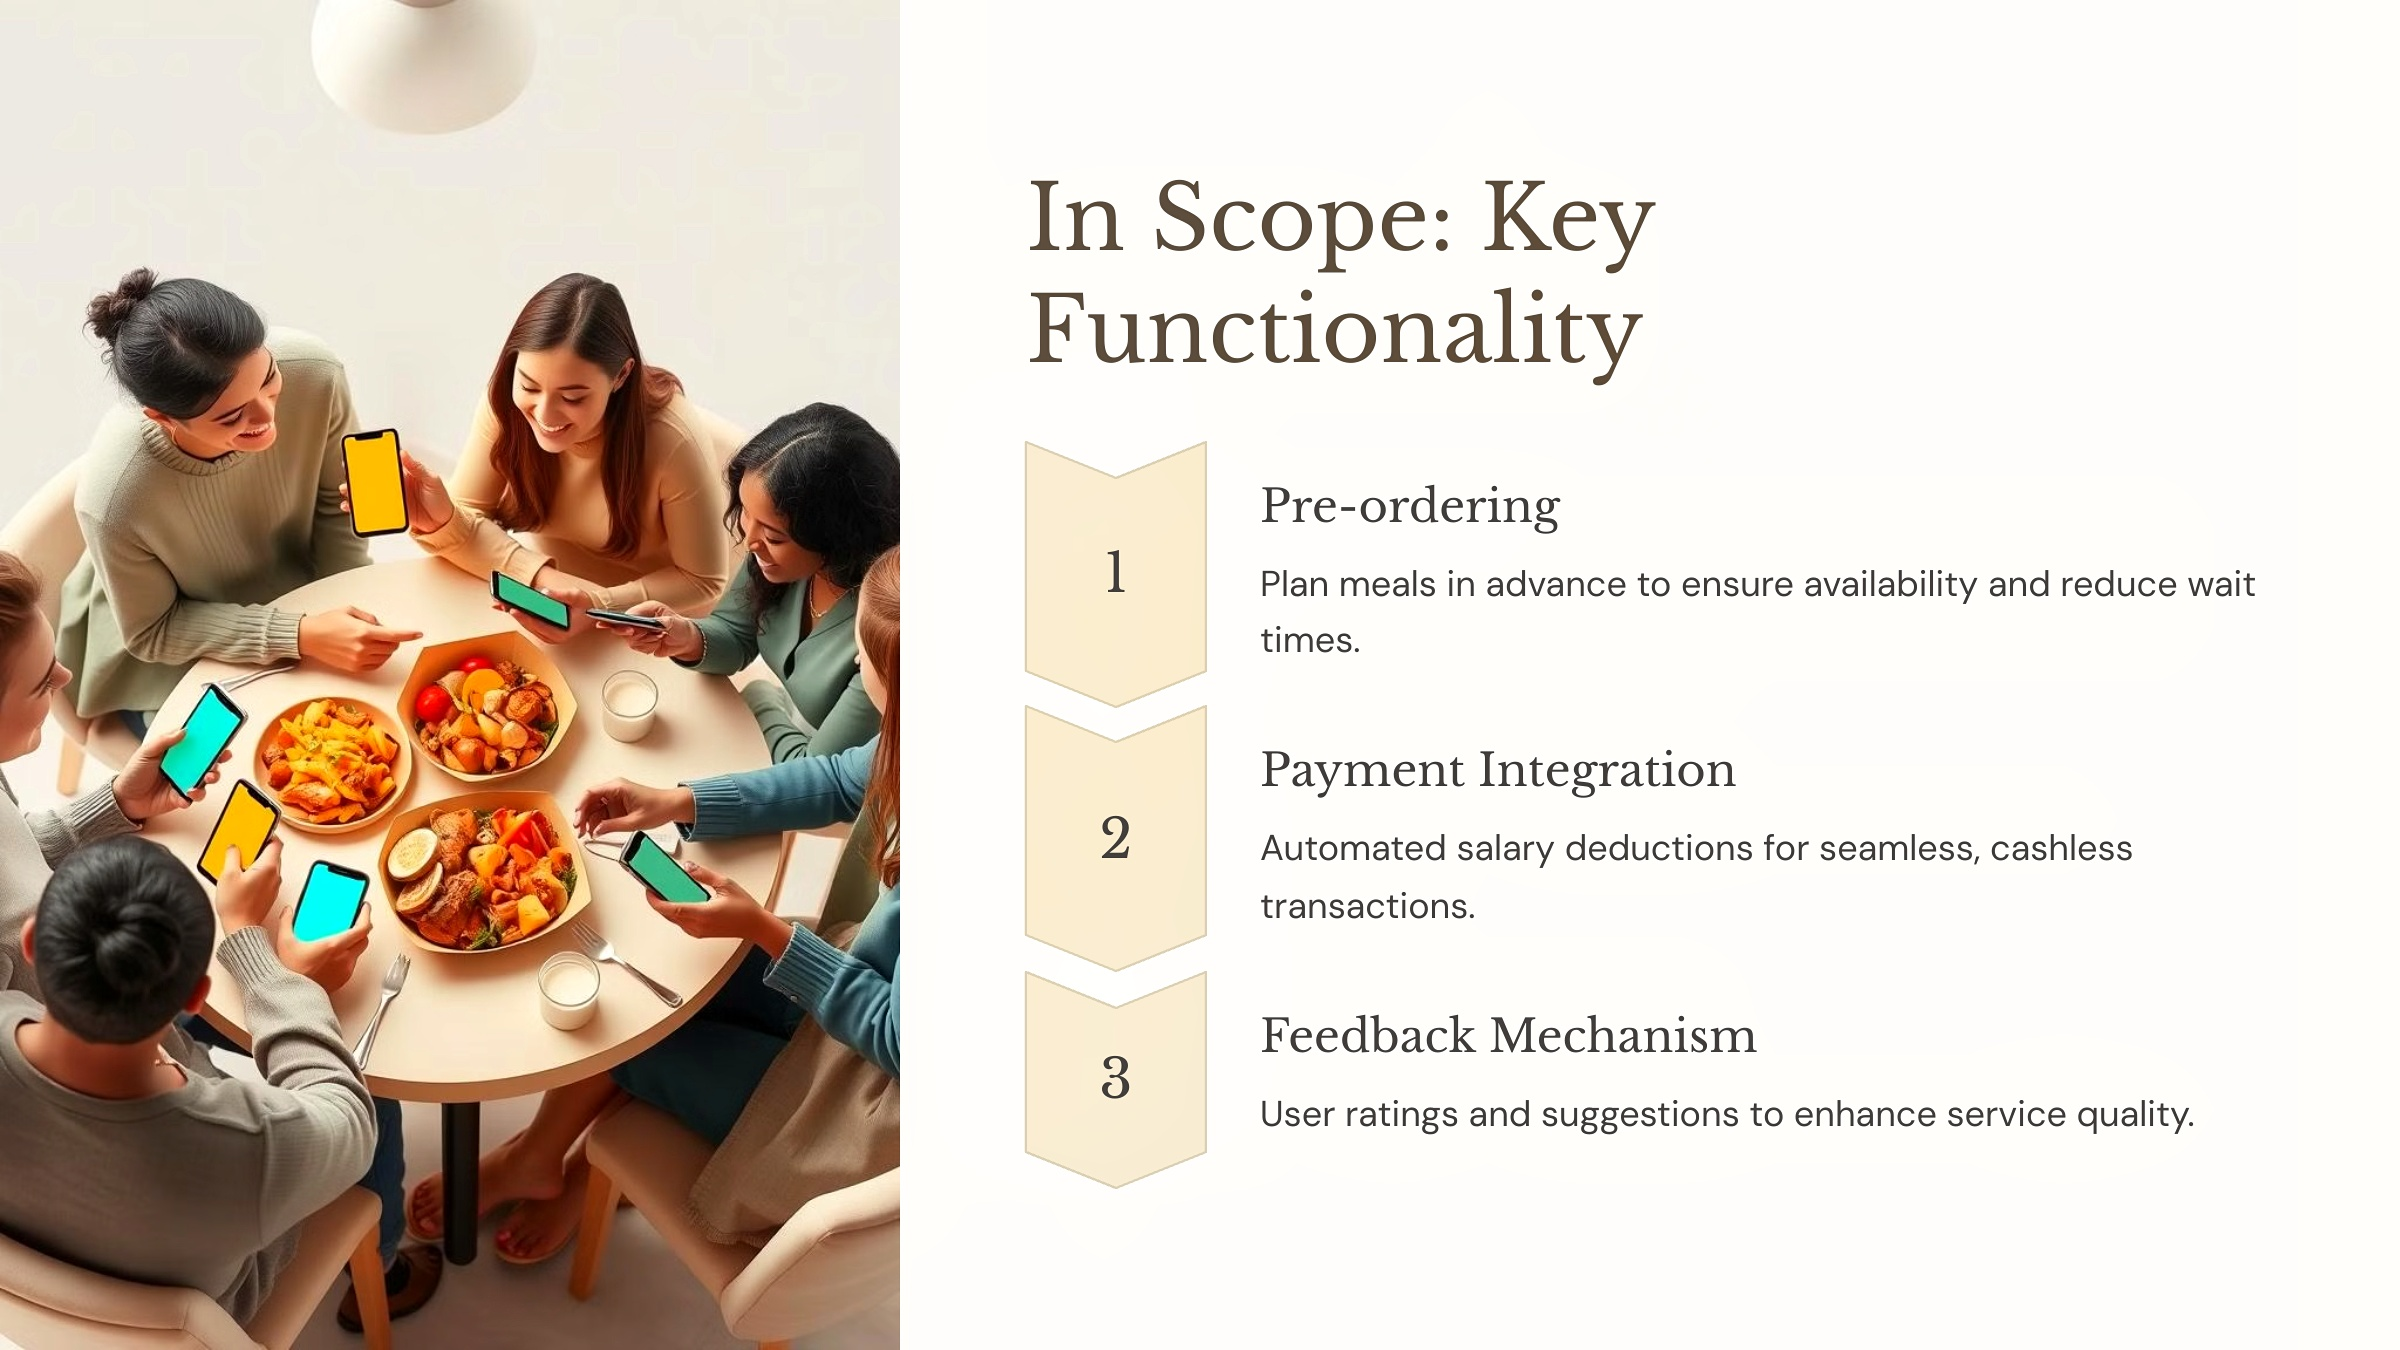 In Scope: Key
Functionality
1
Pre-ordering
Plan meals in advance to ensure availability and reduce wait
times.
2
Payment Integration
Automated salary deductions for seamless, cashless
transactions.
3
Feedback Mechanism
User ratings and suggestions to enhance service quality.